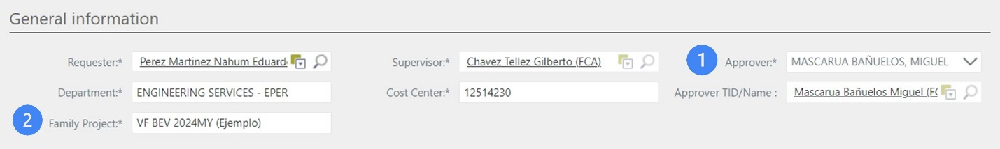 General information
Requester:* Perez Martinez Nahum Eduard Supervisor:* Chavez Tellez Gilberto (FCA) 1 Approver:* MASCARUA BAÑUELOS, MIGUEL
Department:* ENGINEERING SERVICES - EPER Cost Center:* 12514230 Approver TID/Name : Mascarua Bañuelos Miguel (F
2 Family Project:* VF BEV 2024MY (Ejemplo)